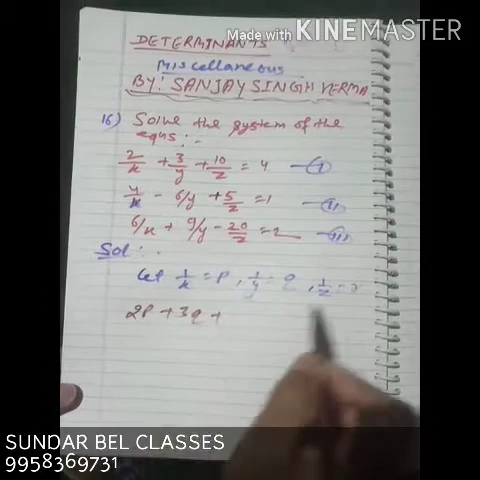 Made with KINEMASTER
DETERMINANTS
Miscellaneous
BY: SANJAY SINGH VERMA
16) Solve the system of the
eqns: -
2/x + 3/y + 10/z = 4 — (i)
4/x - 6/y + 5/z = 1 — (ii)
6/x + 9/y - 20/z = 2 — (iii)
Sol: -
Let 1/x = P, 1/y = q, 1/z =
2P + 3q +
SUNDAR BEL CLASSES
9958369731